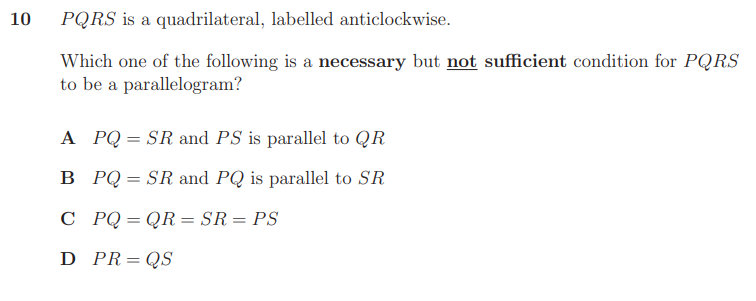 10 PQRS is a quadrilateral, labelled anticlockwise.
Which one of the following is a necessary but not sufficient condition for PQRS
to be a parallelogram?
A PQ = SR and PS is parallel to QR
B PQ = SR and PQ is parallel to SR
C PQ = QR = SR = PS
D PR = QS